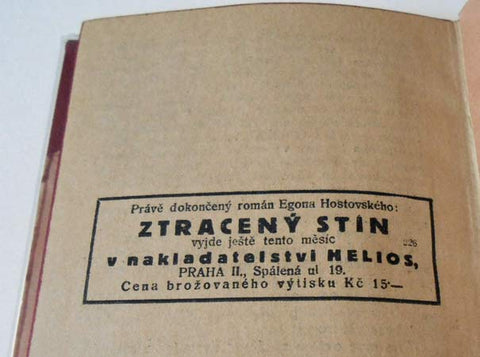 Právě dokončený román Egona Hostovského:
ZTRACENÝ STÍN
vyjde ještě tento měsíc 226
v nakladatelství HELIOS,
PRAHA II., Spálená ul 19.
Cena brožovaného výtisku Kč 15·—